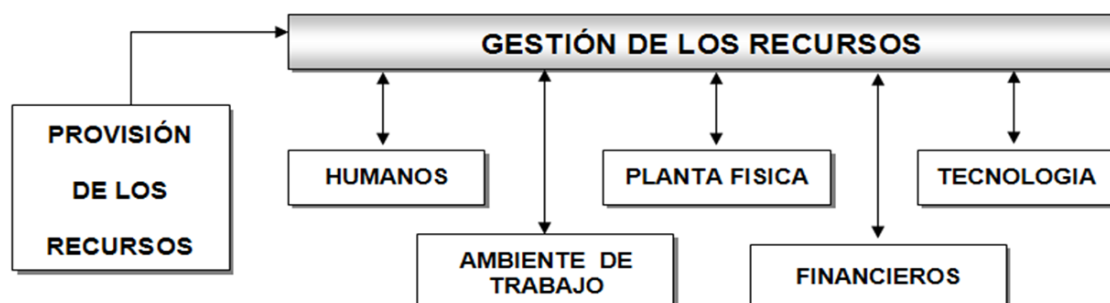 GESTIÓN DE LOS RECURSOS
PROVISIÓN
DE LOS
RECURSOS
HUMANOS
PLANTA FISICA
TECNOLOGIA
AMBIENTE DE
TRABAJO
FINANCIEROS